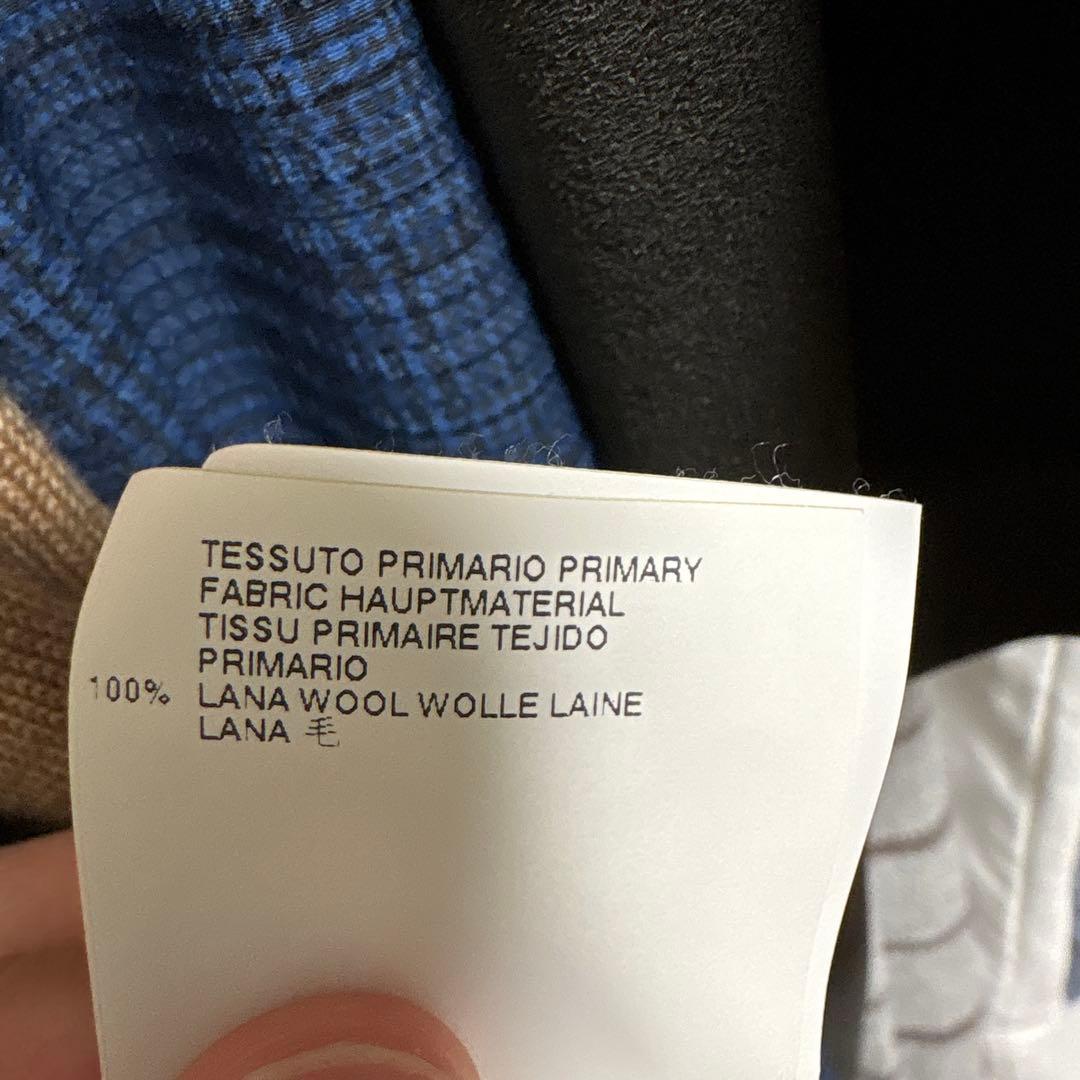 TESSUTO PRIMARIO PRIMARY
FABRIC HAUPTMATERIAL
TISSU PRIMAIRE TEJIDO
PRIMARIO
100% LANA WOOL WOLLE LAINE
LANA 毛